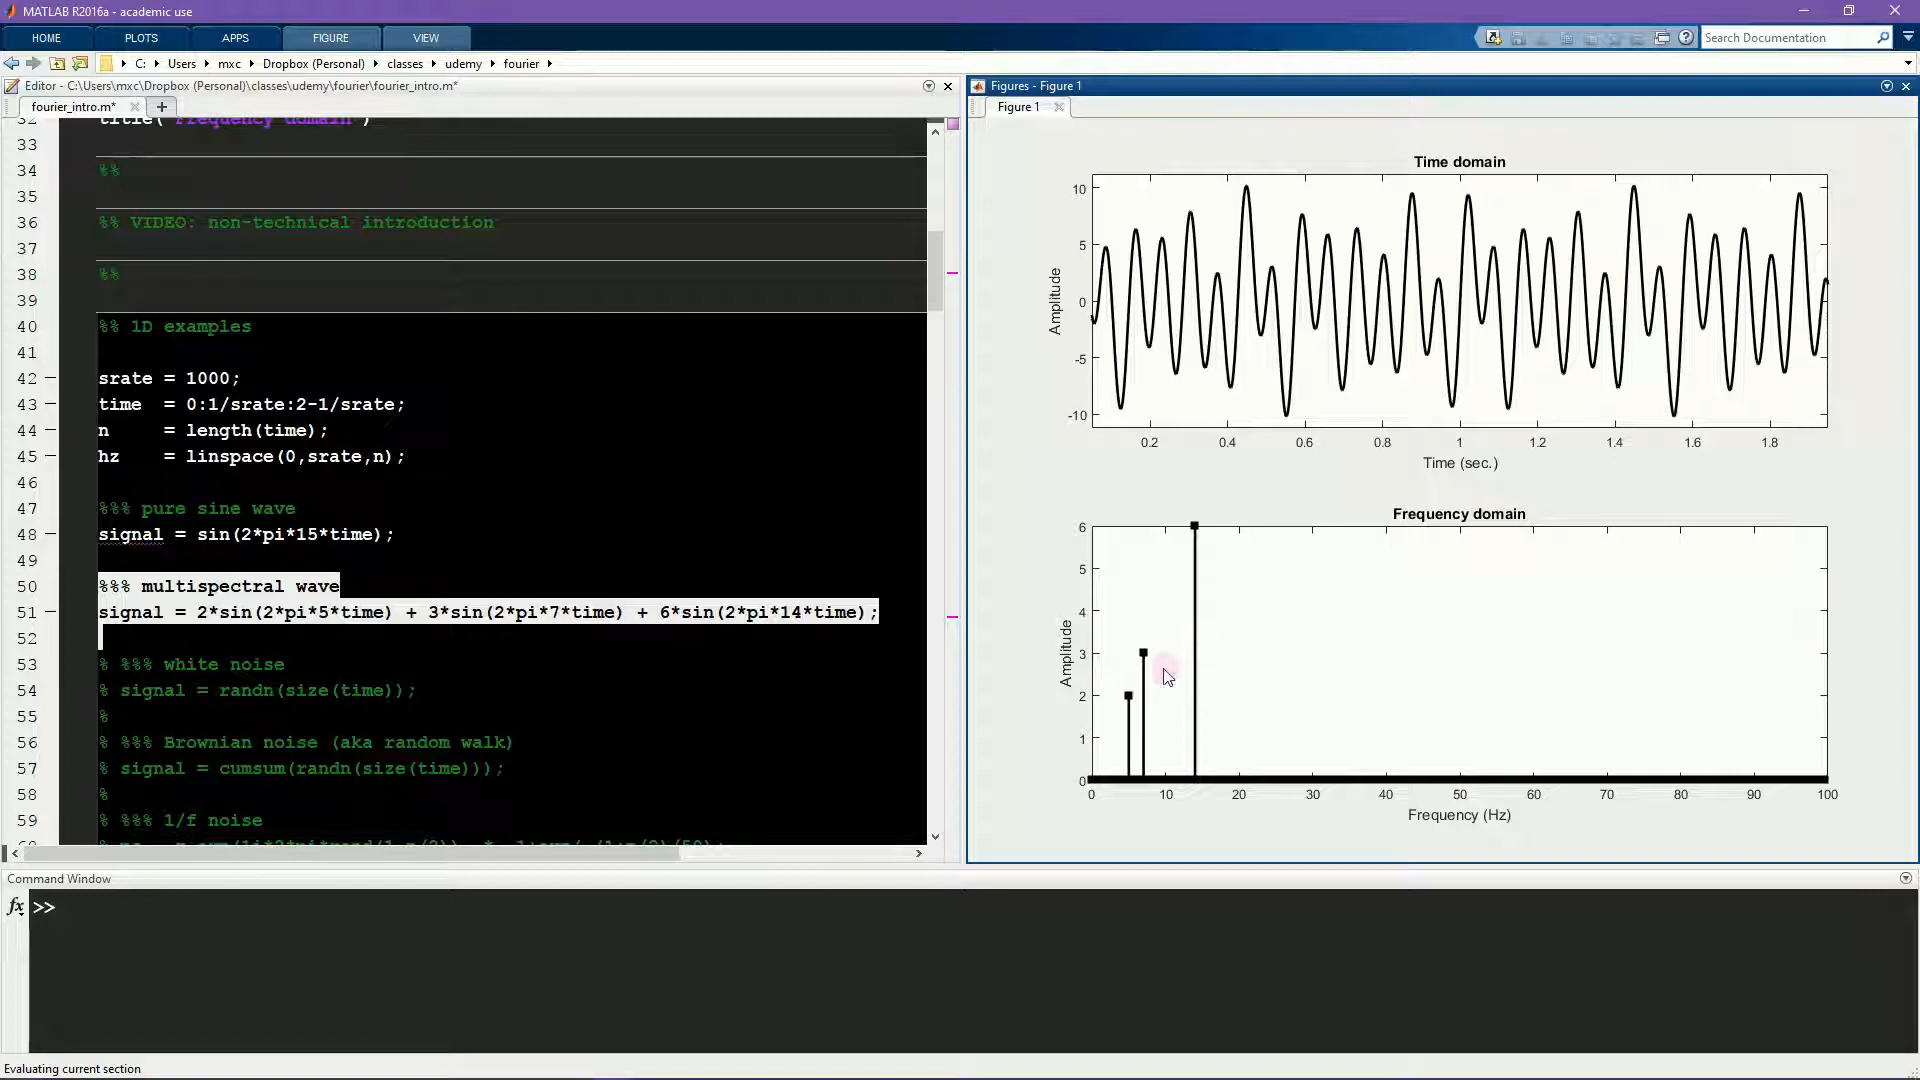 MATLAB R2016a - academic use
HOME PLOTS APPS FIGURE VIEW
Search Documentation
C: Users mxc Dropbox (Personal) classes udemy fourier
Editor - C:\Users\mxc\Dropbox (Personal)\classes\udemy\fourier\fourier_intro.m*
fourier_intro.m*
32 title('Frequency domain')
33
34 %%
35
36 %% VIDEO: non-technical introduction
37
38 %%
39
40 %% 1D examples
41
42 srate = 1000;
43 time = 0:1/srate:2-1/srate;
44 n = length(time);
45 hz = linspace(0,srate,n);
46
47 %%% pure sine wave
48 signal = sin(2*pi*15*time);
49
50 %%% multispectral wave
51 signal = 2*sin(2*pi*5*time) + 3*sin(2*pi*7*time) + 6*sin(2*pi*14*time);
52
53 % %%% white noise
54 % signal = randn(size(time));
55 %
56 % %%% Brownian noise (aka random walk)
57 % signal = cumsum(randn(size(time)));
58 %
59 % %%% 1/f noise
Figures - Figure 1
Figure 1
Time domain
Amplitude
10
5
0
-5
-10
0.2 0.4 0.6 0.8 1 1.2 1.4 1.6 1.8
Time (sec.)
Frequency domain
Amplitude
6
5
4
3
2
1
0
0 10 20 30 40 50 60 70 80 90 100
Frequency (Hz)
Command Window
fx >>
Evaluating current section